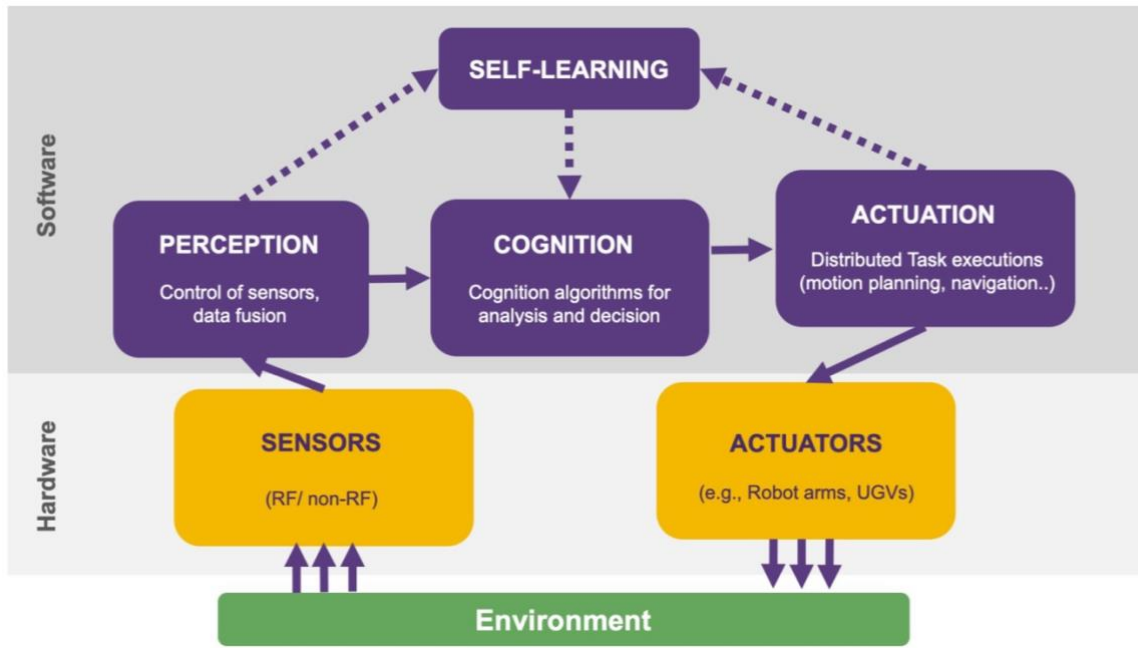 SELF-LEARNING
Software
PERCEPTION
Control of sensors,
data fusion
COGNITION
Cognition algorithms for
analysis and decision
ACTUATION
Distributed Task executions
(motion planning, navigation..)
Hardware
SENSORS
(RF/ non-RF)
ACTUATORS
(e.g., Robot arms, UGVs)
Environment